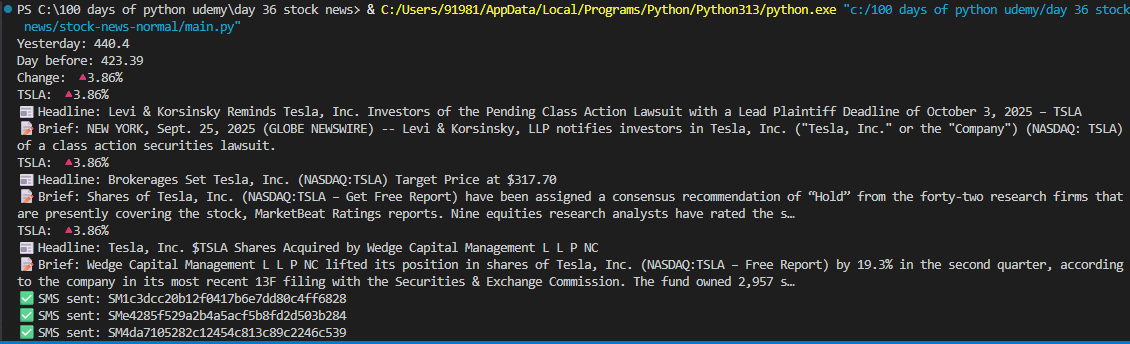 PS C:\100 days of python udemy\day 36 stock news> & C:/Users/91981/AppData/Local/Programs/Python/Python313/python.exe "c:/100 days of python udemy/day 36 stock
news/stock-news-normal/main.py"
Yesterday: 440.4
Day before: 423.39
Change: 🔺3.86%
TSLA: 🔺3.86%
📰 Headline: Levi & Korsinsky Reminds Tesla, Inc. Investors of the Pending Class Action Lawsuit with a Lead Plaintiff Deadline of October 3, 2025 – TSLA
📝 Brief: NEW YORK, Sept. 25, 2025 (GLOBE NEWSWIRE) -- Levi & Korsinsky, LLP notifies investors in Tesla, Inc. ("Tesla, Inc." or the "Company") (NASDAQ: TSLA)
of a class action securities lawsuit.
TSLA: 🔺3.86%
📰 Headline: Brokerages Set Tesla, Inc. (NASDAQ:TSLA) Target Price at $317.70
📝 Brief: Shares of Tesla, Inc. (NASDAQ:TSLA – Get Free Report) have been assigned a consensus recommendation of “Hold” from the forty-two research firms that
are presently covering the stock, MarketBeat Ratings reports. Nine equities research analysts have rated the s…
TSLA: 🔺3.86%
📰 Headline: Tesla, Inc. $TSLA Shares Acquired by Wedge Capital Management L L P NC
📝 Brief: Wedge Capital Management L L P NC lifted its position in shares of Tesla, Inc. (NASDAQ:TSLA – Free Report) by 19.3% in the second quarter, according
to the company in its most recent 13F filing with the Securities & Exchange Commission. The fund owned 2,957 s…
✅ SMS sent: SM1c3dcc20b12f0417b6e7dd80c4ff6828
✅ SMS sent: SMe4285f529a2b4a5acf5b8fd2d503b284
✅ SMS sent: SM4da7105282c12454c813c89c2246c539